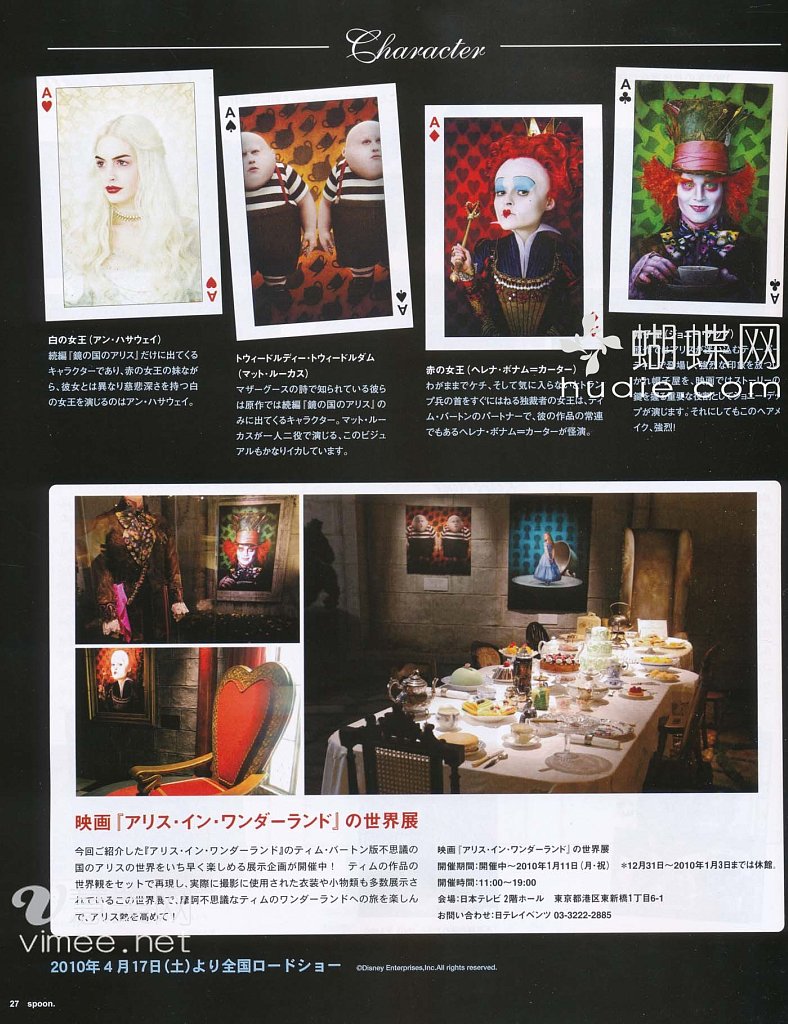 Character
A
A
A
A
A
A
A
白の女王（アン・ハサウェイ）
続編『鏡の国のアリス』だけに出てくる
キャラクターであり、赤の女王の妹なが
ら、彼女とは異なり慈悲深さを持つ白
の女王を演じるのはアン・ハサウェイ。
トウィードルディー・トウィードルダム
（マット・ルーカス）
マザーグースの詩で知られている彼ら
は原作では続編『鏡の国のアリス』の
みに出てくるキャラクター。マット・ルー
カスが一人二役で演じる、このビジュ
アルもかなりイカしています。
赤の女王（ヘレナ・ボナム＝カーター）
わがままでケチ、そして気に入らな
プ兵の首をすぐにはねる独裁者の女王は、ティ
ム・バートンのパートナーで、彼の作品の常連
でもあるヘレナ・ボナム＝カーターが怪演。
が演じます。それにしてもこのヘアメ
イク、強烈！
蝴蝶网
hudie.com
映画『アリス・イン・ワンダーランド』の世界展
今回ご紹介した『アリス・イン・ワンダーランド』のティム・バートン版不思議の
国のアリスの世界をいち早く楽しめる展示企画が開催中！　ティムの作品の
世界観をセットで再現し、実際に撮影に使用された衣装や小物類も多数展示さ
れているこの世界展で、摩訶不思議なティムのワンダーランドへの旅を楽しん
で、アリス熱を高めて！
映画『アリス・イン・ワンダーランド』の世界展
開催期間：開催中〜2010年1月11日（月・祝）　＊12月31日〜2010年1月3日までは休館。
開催時間：11:00〜19:00
会場：日本テレビ 2階ホール　東京都港区東新橋1丁目6-1
お問い合わせ：日テレイベンツ 03-3222-2885
vimee.net
2010年4月17日（土）より全国ロードショー
©Disney Enterprises,Inc.All rights reserved.
27 spoon.